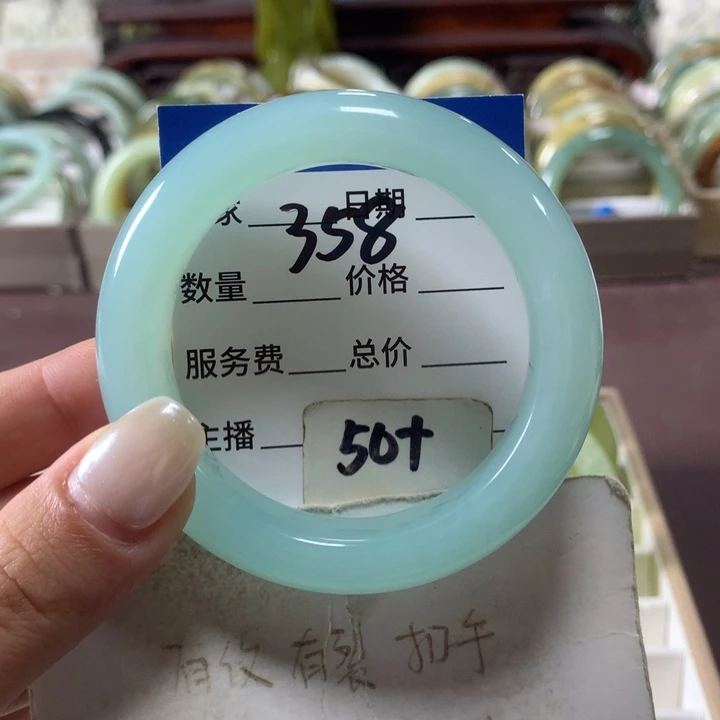 家 358 日期
数量 价格
服务费 总价
主播 50+
有纹 有裂 扣手